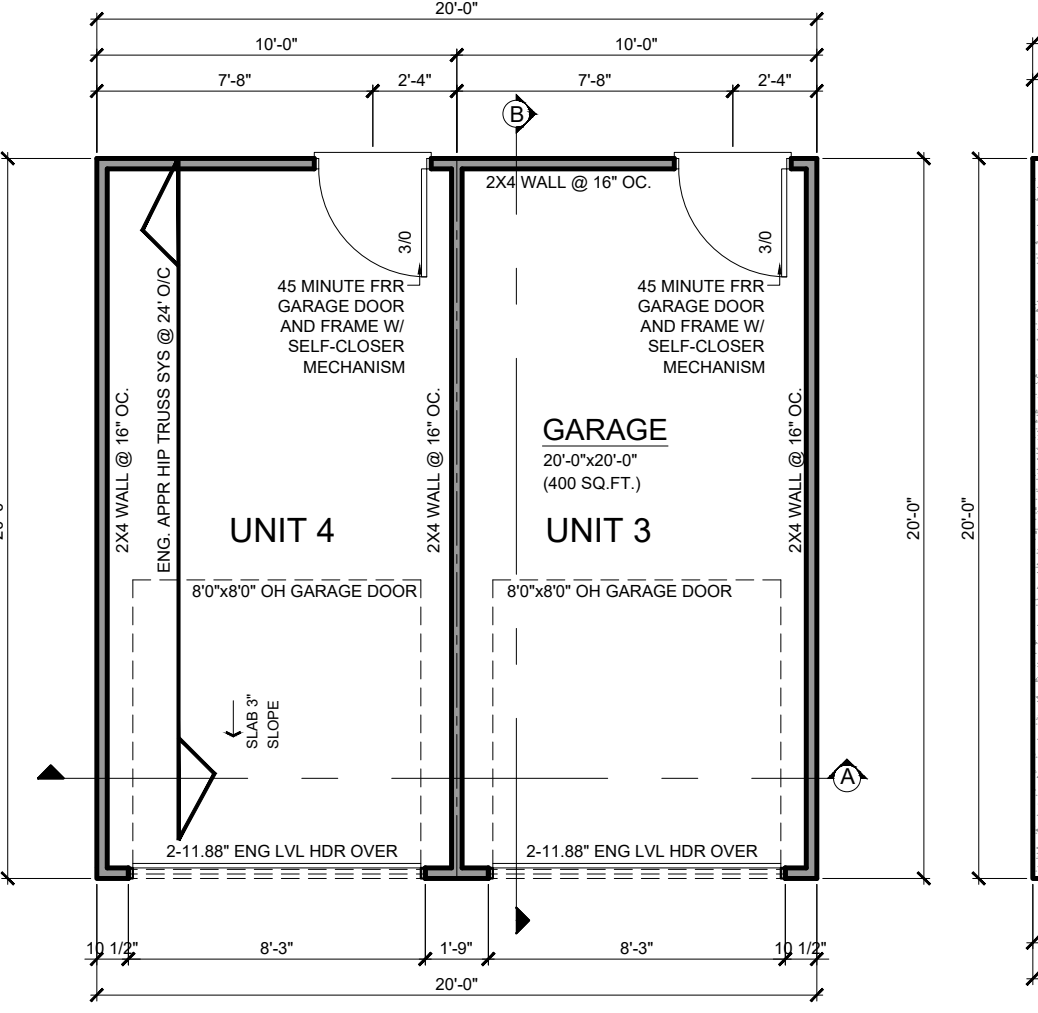 20'-0"
10'-0"
10'-0"
7'-8"
2'-4"
7'-8"
2'-4"
B
2X4 WALL @ 16" OC.
3/0
3/0
45 MINUTE FRR
GARAGE DOOR
AND FRAME W/
SELF-CLOSER
MECHANISM
45 MINUTE FRR
GARAGE DOOR
AND FRAME W/
SELF-CLOSER
MECHANISM
2X4 WALL @ 16" OC.
ENG. APPR HIP TRUSS SYS @ 24' O/C
2X4 WALL @ 16" OC.
GARAGE
20'-0"x20'-0"
(400 SQ.FT.)
2X4 WALL @ 16" OC.
UNIT 4
UNIT 3
20'-0"
20'-0"
8'0"x8'0" OH GARAGE DOOR
8'0"x8'0" OH GARAGE DOOR
SLAB 3"
SLOPE
A
2-11.88" ENG LVL HDR OVER
2-11.88" ENG LVL HDR OVER
10 1/2"
8'-3"
1'-9"
8'-3"
10 1/2"
20'-0"